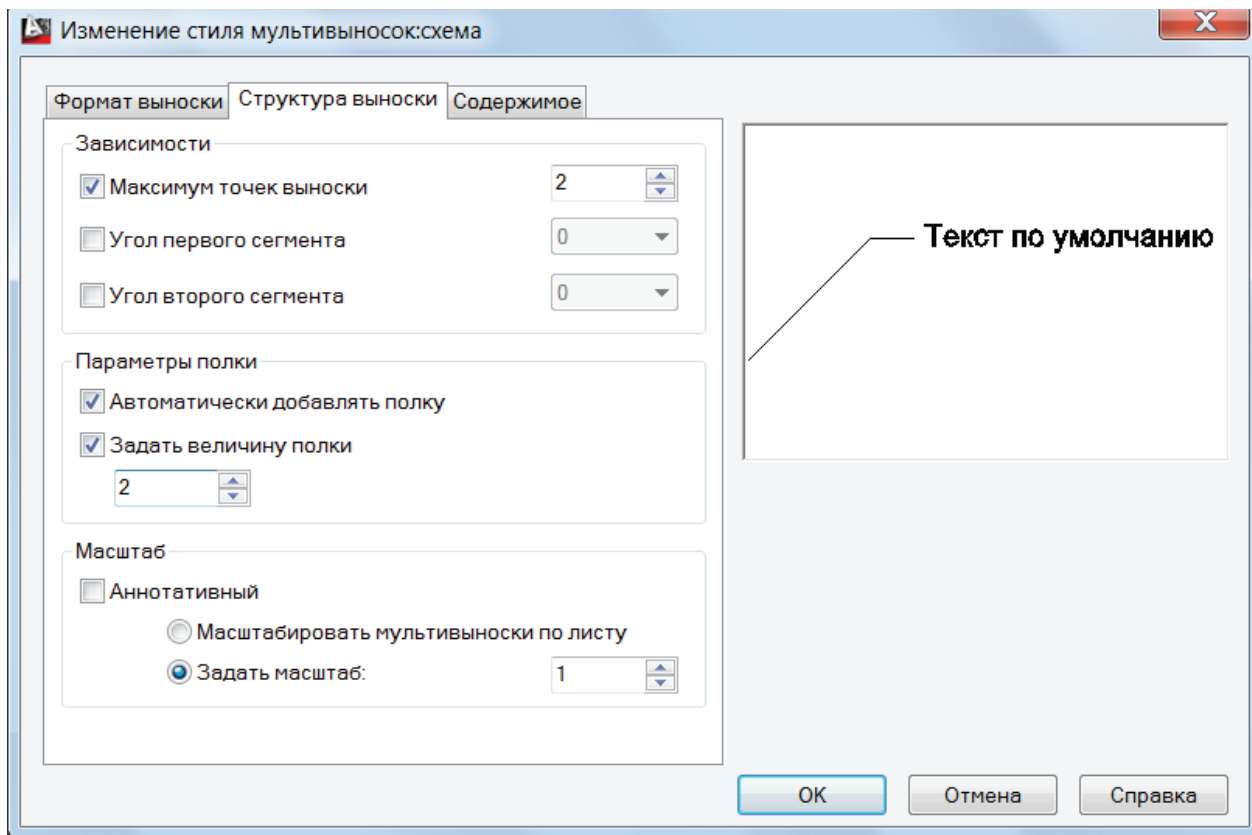 Изменение стиля мультивыносок:схема
Формат выноски Структура выноски Содержимое
Зависимости
Максимум точек выноски 2
Угол первого сегмента 0
Угол второго сегмента 0
Параметры полки
Автоматически добавлять полку
Задать величину полки
2
Масштаб
Аннотативный
Масштабировать мультивыноски по листу
Задать масштаб: 1
Текст по умолчанию
OK Отмена Справка